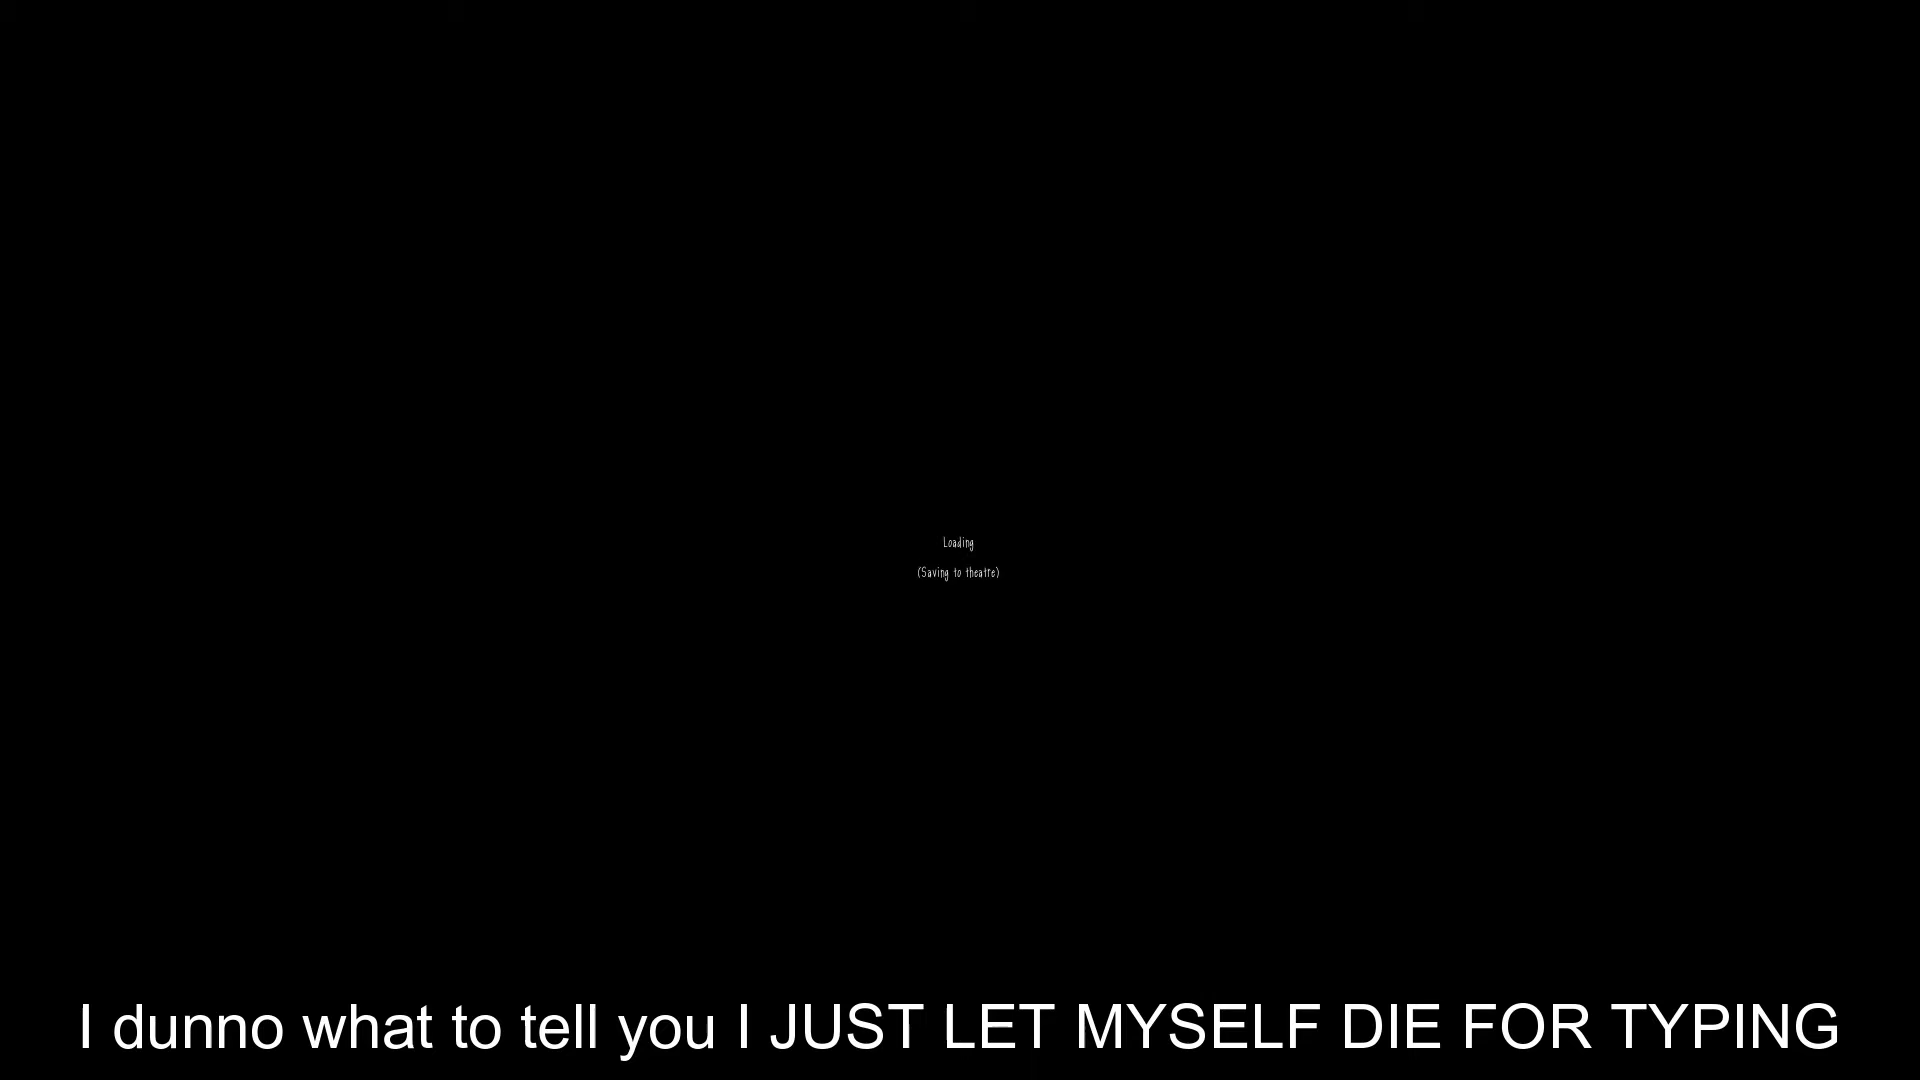 Loading
(Saving to theatre)
I dunno what to tell you I JUST LET MYSELF DIE FOR TYPING